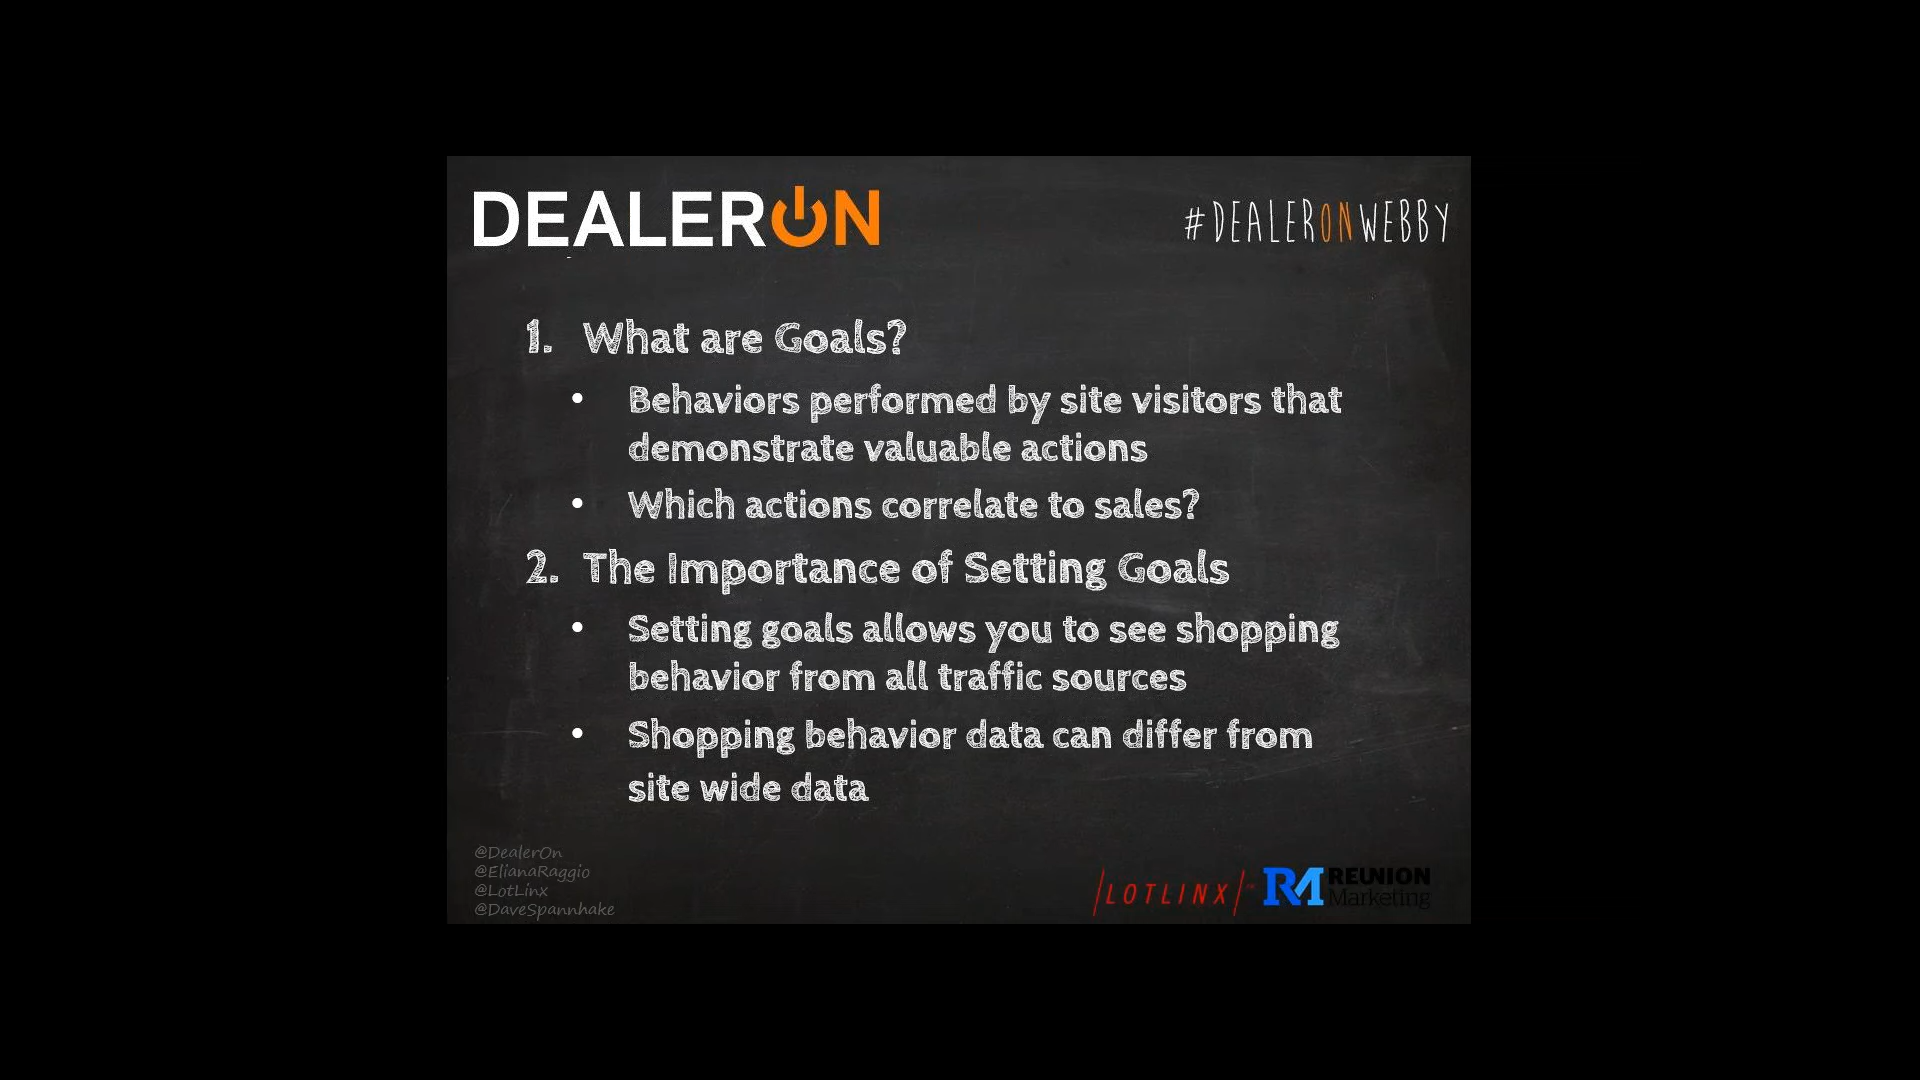 DEALERON
#DEALERONWEBBY
1. What are Goals?
• Behaviors performed by site visitors that
demonstrate valuable actions
• Which actions correlate to sales?
2. The Importance of Setting Goals
• Setting goals allows you to see shopping
behavior from all traffic sources
• Shopping behavior data can differ from
site wide data
@DealerOn
@ElianaRaggio
@LotLinx
@DaveSpannhake
/LOTLINX/™
RM REUNION
Marketing